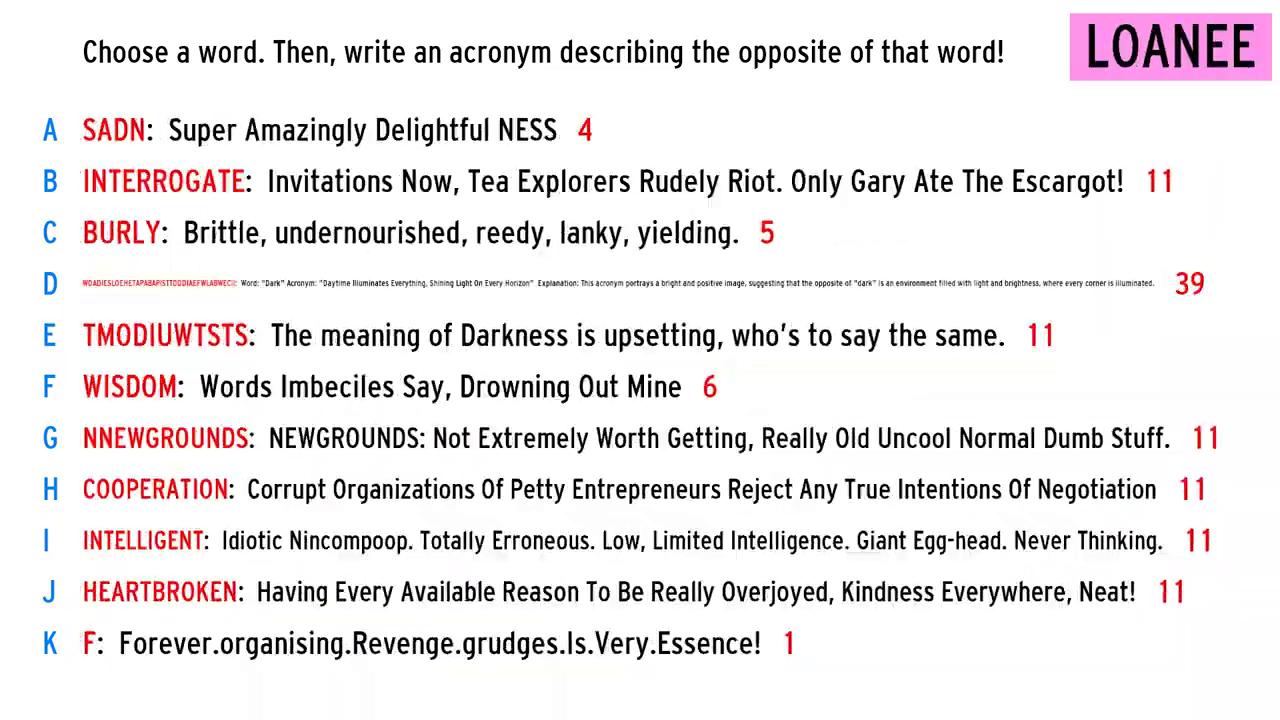 Choose a word. Then, write an acronym describing the opposite of that word!
LOANEE
A SADN: Super Amazingly Delightful NESS 4
B INTERROGATE: Invitations Now, Tea Explorers Rudely Riot. Only Gary Ate The Escargot! 11
C BURLY: Brittle, undernourished, reedy, lanky, yielding. 5
D Word: "Dark" Acronym: "Daytime Illuminates Everything, Shining Light On Every Horizon" Explanation: This acronym portrays a bright and positive image, suggesting that the opposite of "dark" is an environment filled with light and brightness, where every corner is illuminated. 39
E TMODIUWTSTS: The meaning of Darkness is upsetting, who's to say the same. 11
F WISDOM: Words Imbeciles Say, Drowning Out Mine 6
G NNEWGROUNDS: NEWGROUNDS: Not Extremely Worth Getting, Really Old Uncool Normal Dumb Stuff. 11
H COOPERATION: Corrupt Organizations Of Petty Entrepreneurs Reject Any True Intentions Of Negotiation 11
I INTELLIGENT: Idiotic Nincompoop. Totally Erroneous. Low, Limited Intelligence. Giant Egg-head. Never Thinking. 11
J HEARTBROKEN: Having Every Available Reason To Be Really Overjoyed, Kindness Everywhere, Neat! 11
K F: Forever.organising.Revenge.grudges.Is.Very.Essence! 1